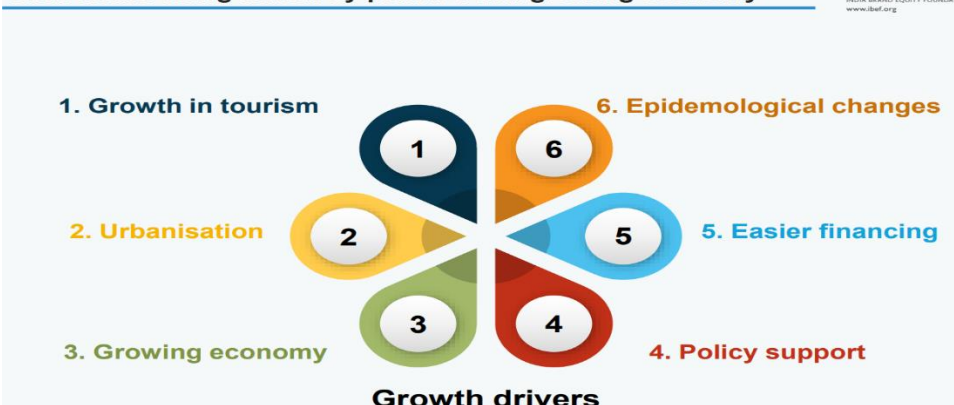 www.ibef.org
1. Growth in tourism
6. Epidemological changes
1
6
2. Urbanisation
2
5
5. Easier financing
3
4
3. Growing economy
4. Policy support
Growth drivers